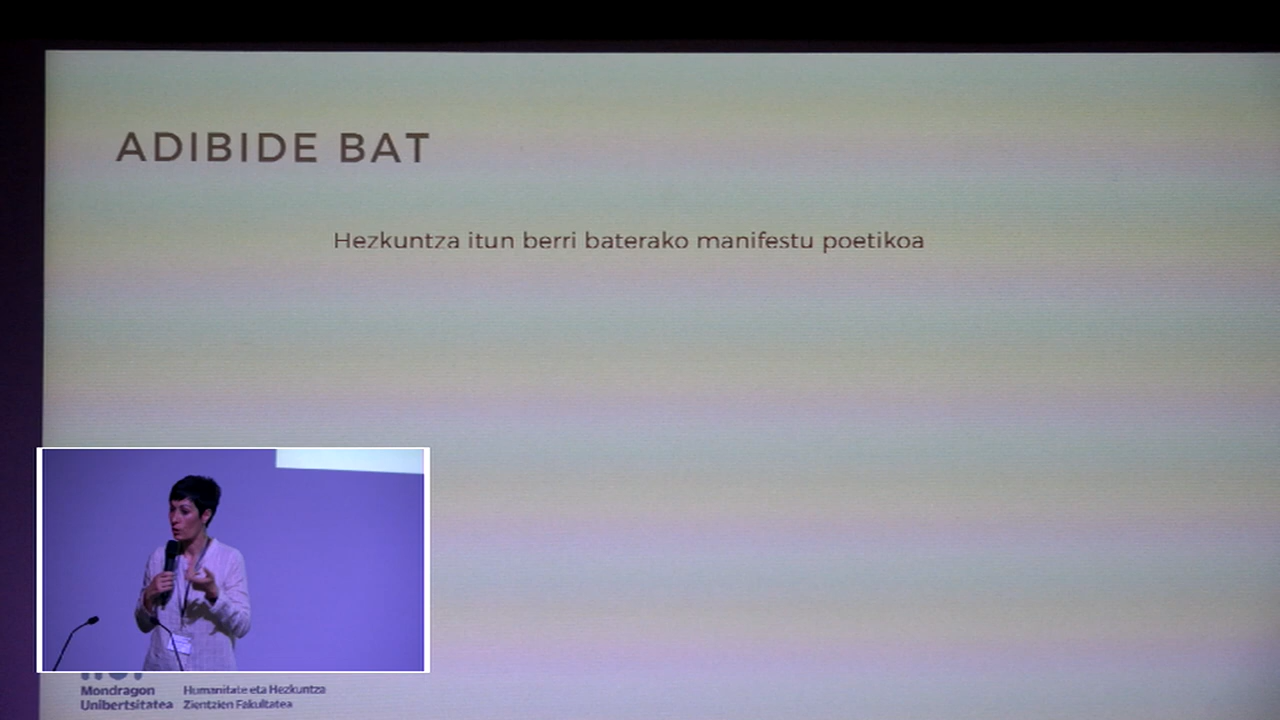 ADIBIDE BAT
Hezkuntza itun berri baterako manifestu poetikoa
Mondragon
Unibertsitatea
Humanitate eta Hezkuntza
Zientzien Fakultatea